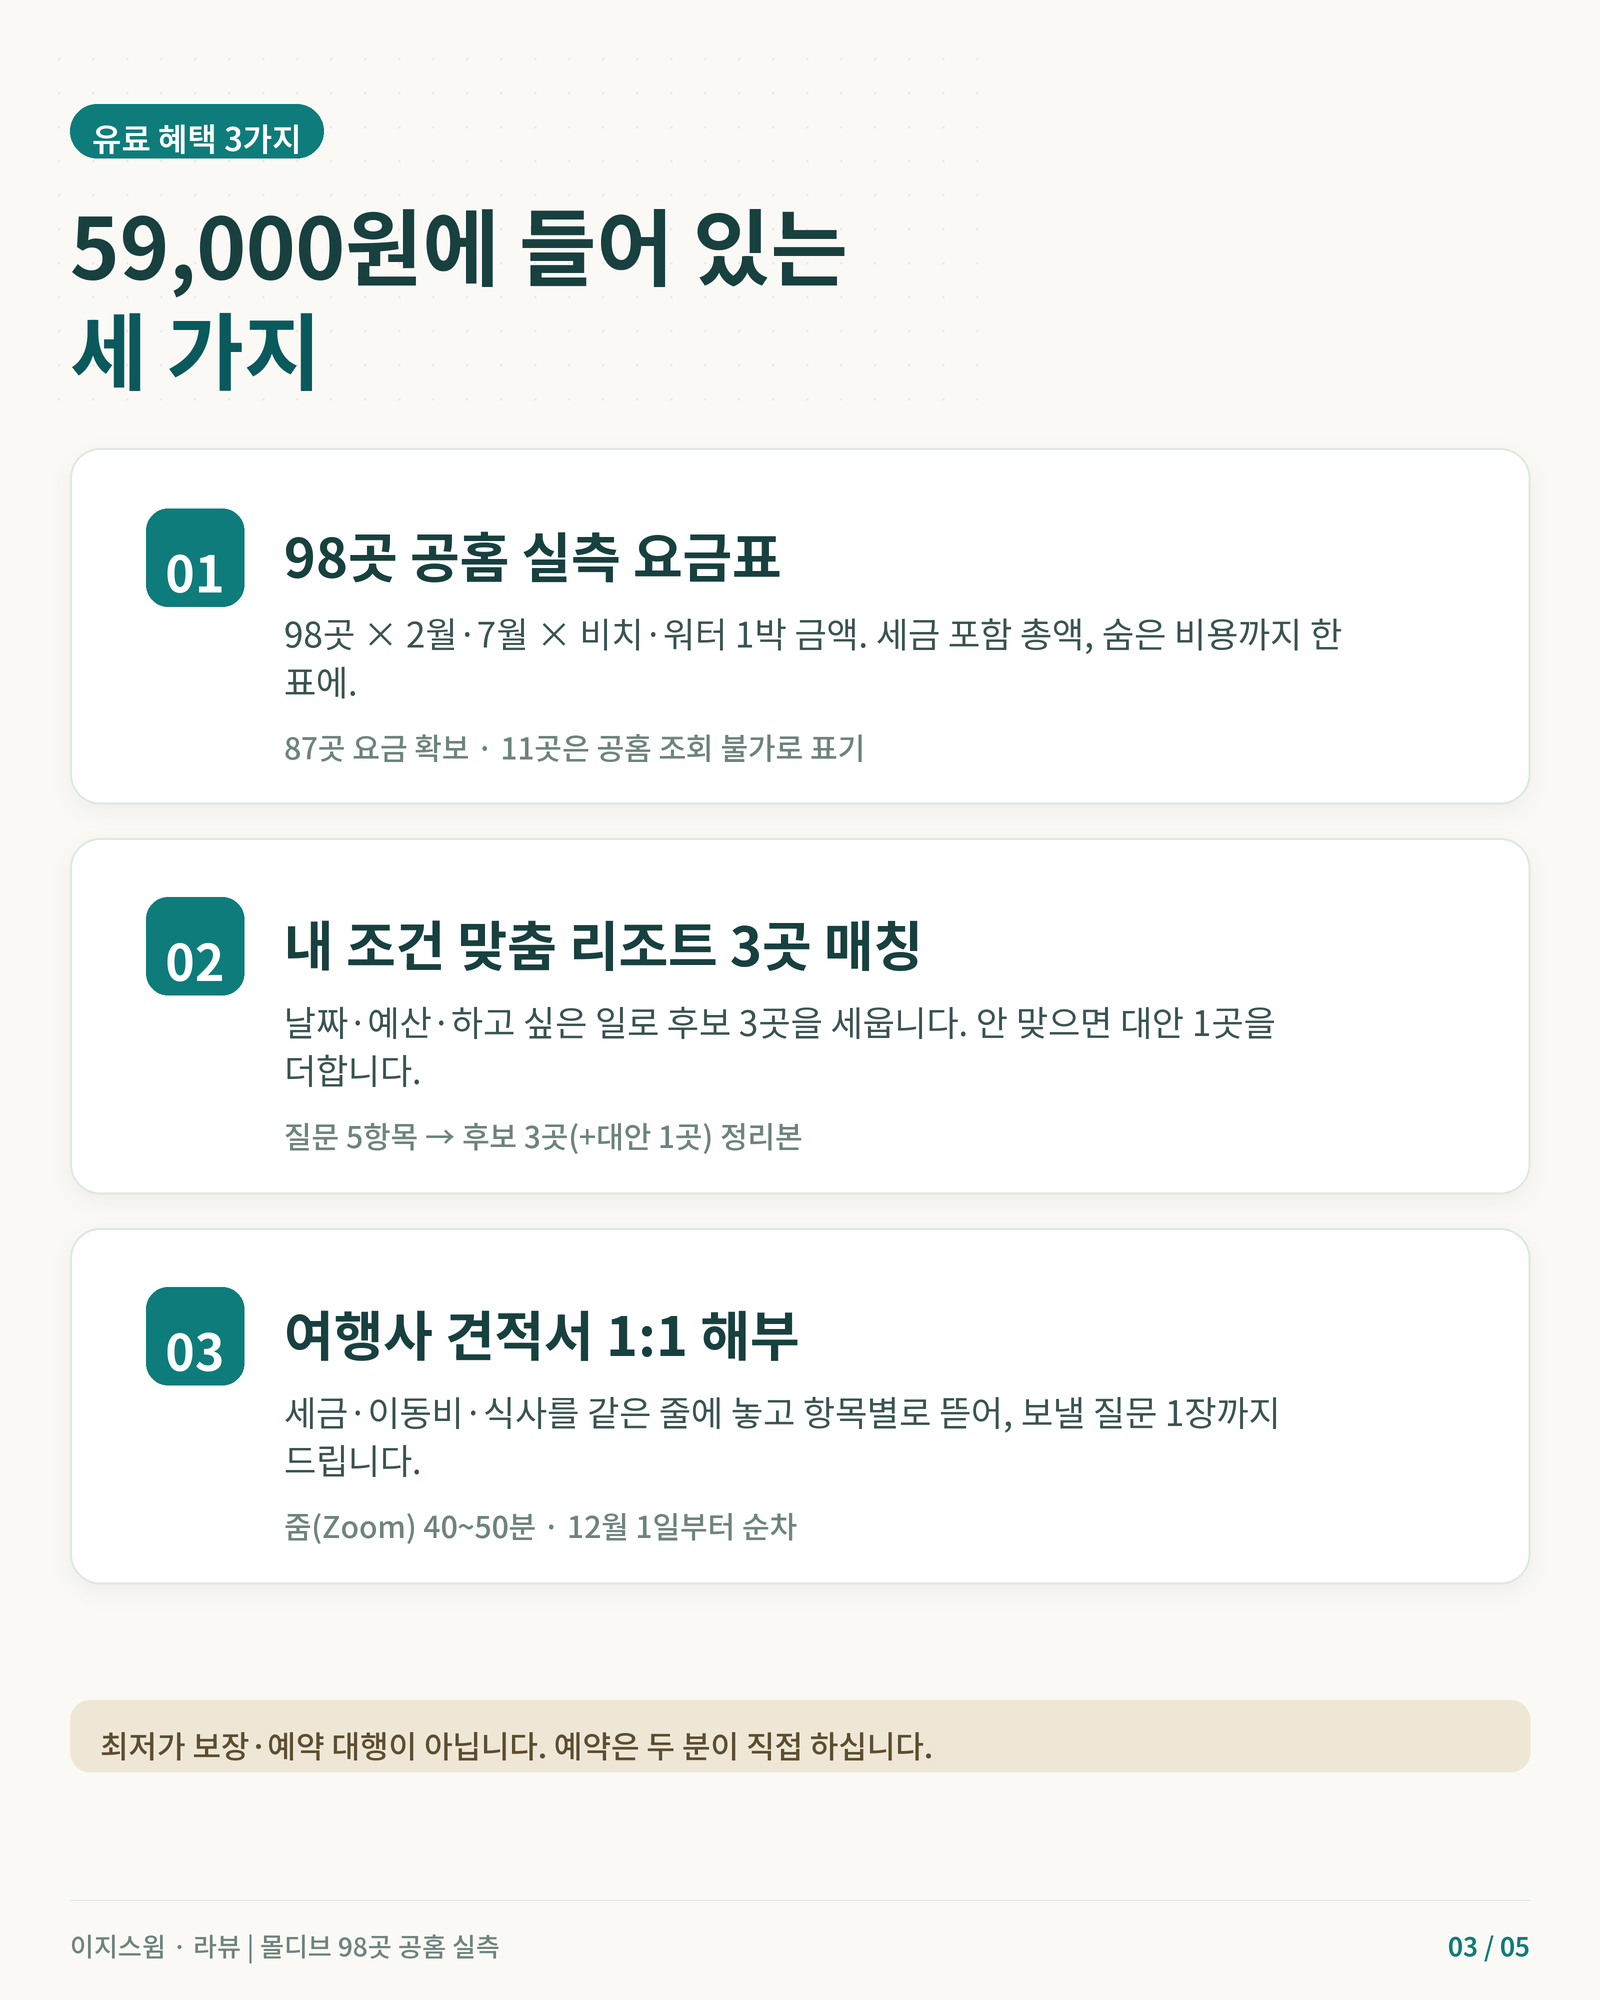 유료 혜택 3가지
59,000원에 들어 있는
세 가지
01
98곳 공홈 실측 요금표
98곳 × 2월·7월 × 비치·워터 1박 금액. 세금 포함 총액, 숨은 비용까지 한
표에.
87곳 요금 확보 · 11곳은 공홈 조회 불가로 표기
02
내 조건 맞춤 리조트 3곳 매칭
날짜·예산·하고 싶은 일로 후보 3곳을 세웁니다. 안 맞으면 대안 1곳을
더합니다.
질문 5항목 → 후보 3곳(+대안 1곳) 정리본
03
여행사 견적서 1:1 해부
세금·이동비·식사를 같은 줄에 놓고 항목별로 뜯어, 보낼 질문 1장까지
드립니다.
줌(Zoom) 40~50분 · 12월 1일부터 순차
최저가 보장·예약 대행이 아닙니다. 예약은 두 분이 직접 하십니다.
이지스윔 · 라뷰 | 몰디브 98곳 공홈 실측
03 / 05